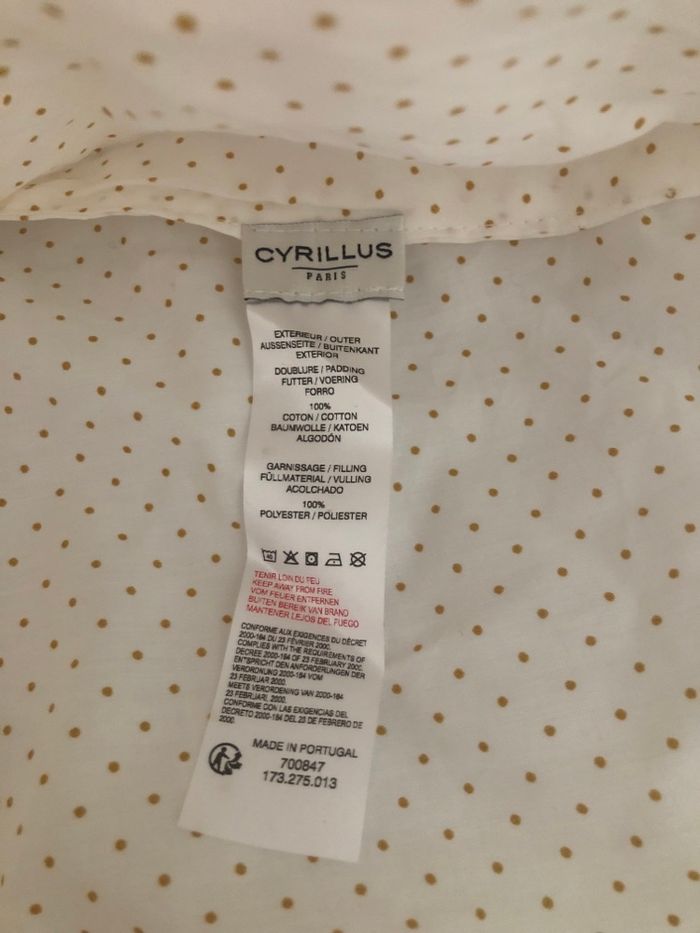 CYRILLUS
PARIS
EXTERIEUR / OUTER
AUSSENSEITE / BUITENKANT
EXTERIOR
DOUBLURE / PADDING
FUTTER / VOERING
FORRO
100%
COTON / COTTON
BAUMWOLLE / KATOEN
ALGODÓN
GARNISSAGE / FILLING
FÜLLMATERIAL / VULLING
ACOLCHADO
100%
POLYESTER / POLIESTER
40
TENIR LOIN DU FEU
KEEP AWAY FROM FIRE
VOM FEUER ENTFERNEN
BUITEN BEREIK VAN BRAND
MANTENER LEJOS DEL FUEGO
CONFORME AUX EXIGENCES DU DÉCRET
2000-164 DU 23 FÉVRIER 2000.
COMPLIES WITH THE REQUIREMENTS OF
DECREE 2000-164 OF 23 FEBRUARY 2000.
ENTSPRICHT DEN ANFORDERUNGEN DER
VERORDNUNG 2000-164 VOM
23 FEBRUAR 2000.
MEETS VERORDENING VAN 2000-164
23 FEBRUARI 2000.
CONFORME CON LAS EXIGENCIAS DEL
DECRETO 2000-164 DEL 23 DE FEBRERO DE
2000.
MADE IN PORTUGAL
700847
173.275.013